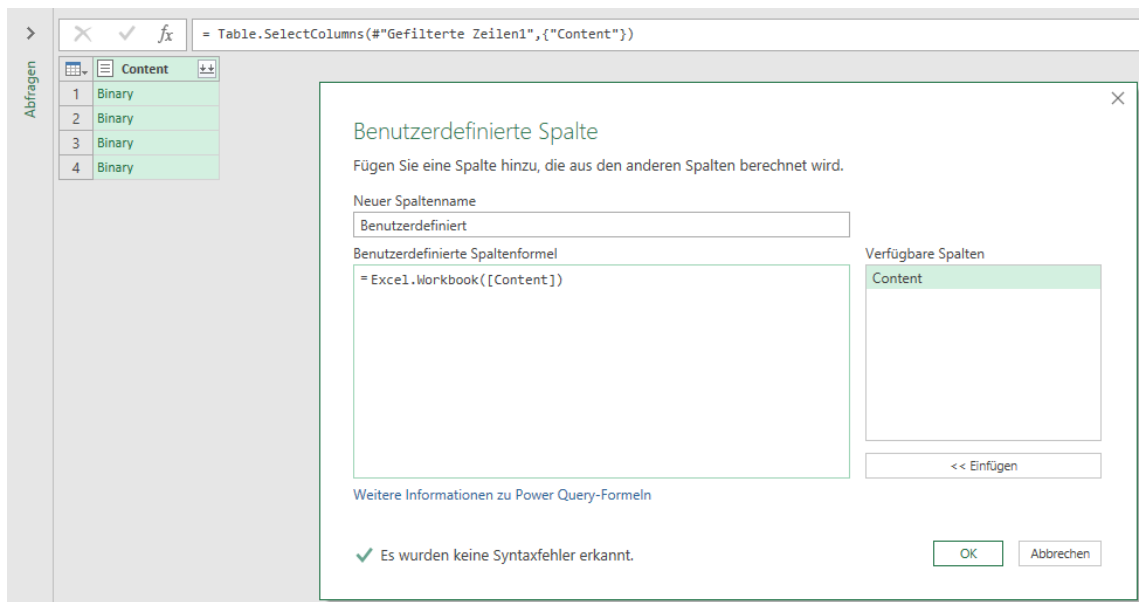 fx = Table.SelectColumns(#"Gefilterte Zeilen1",{"Content"})
Abfragen
Content
1 Binary
2 Binary
3 Binary
4 Binary
Benutzerdefinierte Spalte
Fügen Sie eine Spalte hinzu, die aus den anderen Spalten berechnet wird.
Neuer Spaltenname
Benutzerdefiniert
Benutzerdefinierte Spaltenformel
=Excel.Workbook([Content])
Verfügbare Spalten
Content
<< Einfügen
Weitere Informationen zu Power Query-Formeln
Es wurden keine Syntaxfehler erkannt.
OK
Abbrechen